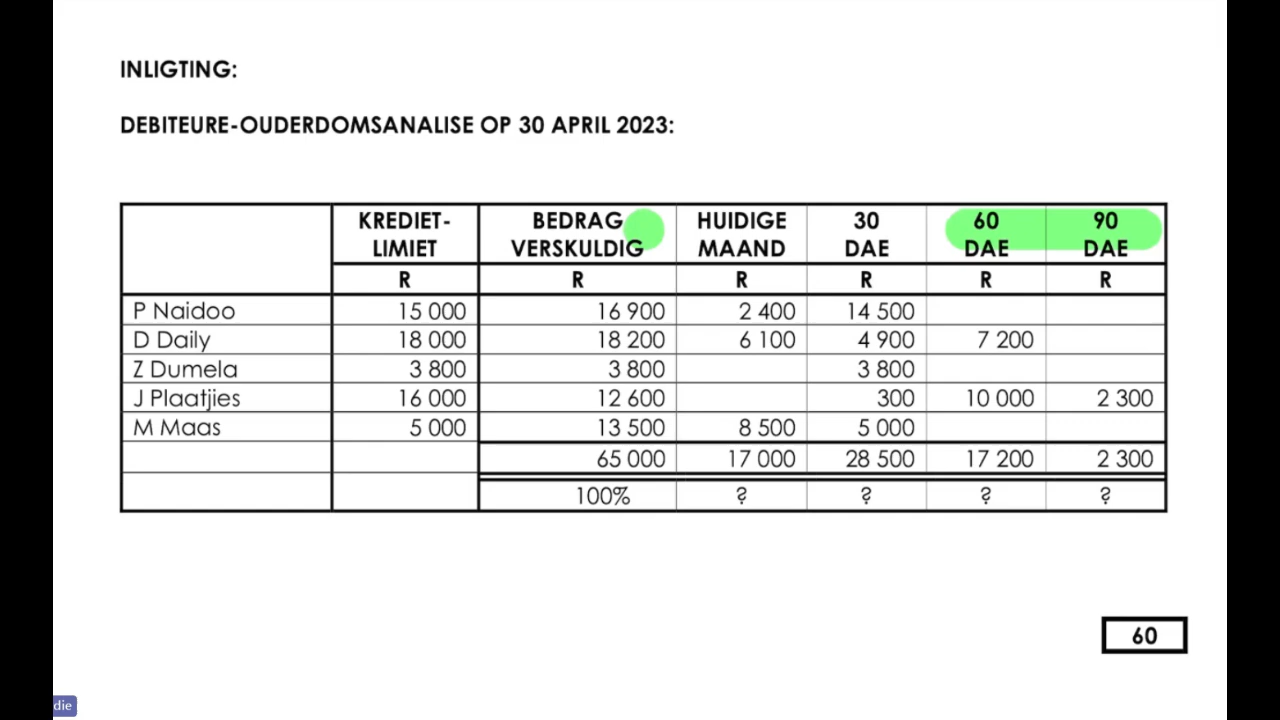 INLIGTING:
DEBITEURE-OUDERDOMSANALISE OP 30 APRIL 2023:
KREDIET-LIMIET BEDRAG VERSKULDIG HUIDIGE MAAND 30 DAE 60 DAE 90 DAE
R R R R R R
P Naidoo 15 000 16 900 2 400 14 500
D Daily 18 000 18 200 6 100 4 900 7 200
Z Dumela 3 800 3 800 3 800
J Plaatjies 16 000 12 600 300 10 000 2 300
M Maas 5 000 13 500 8 500 5 000
65 000 17 000 28 500 17 200 2 300
100% ? ? ? ?
60
die